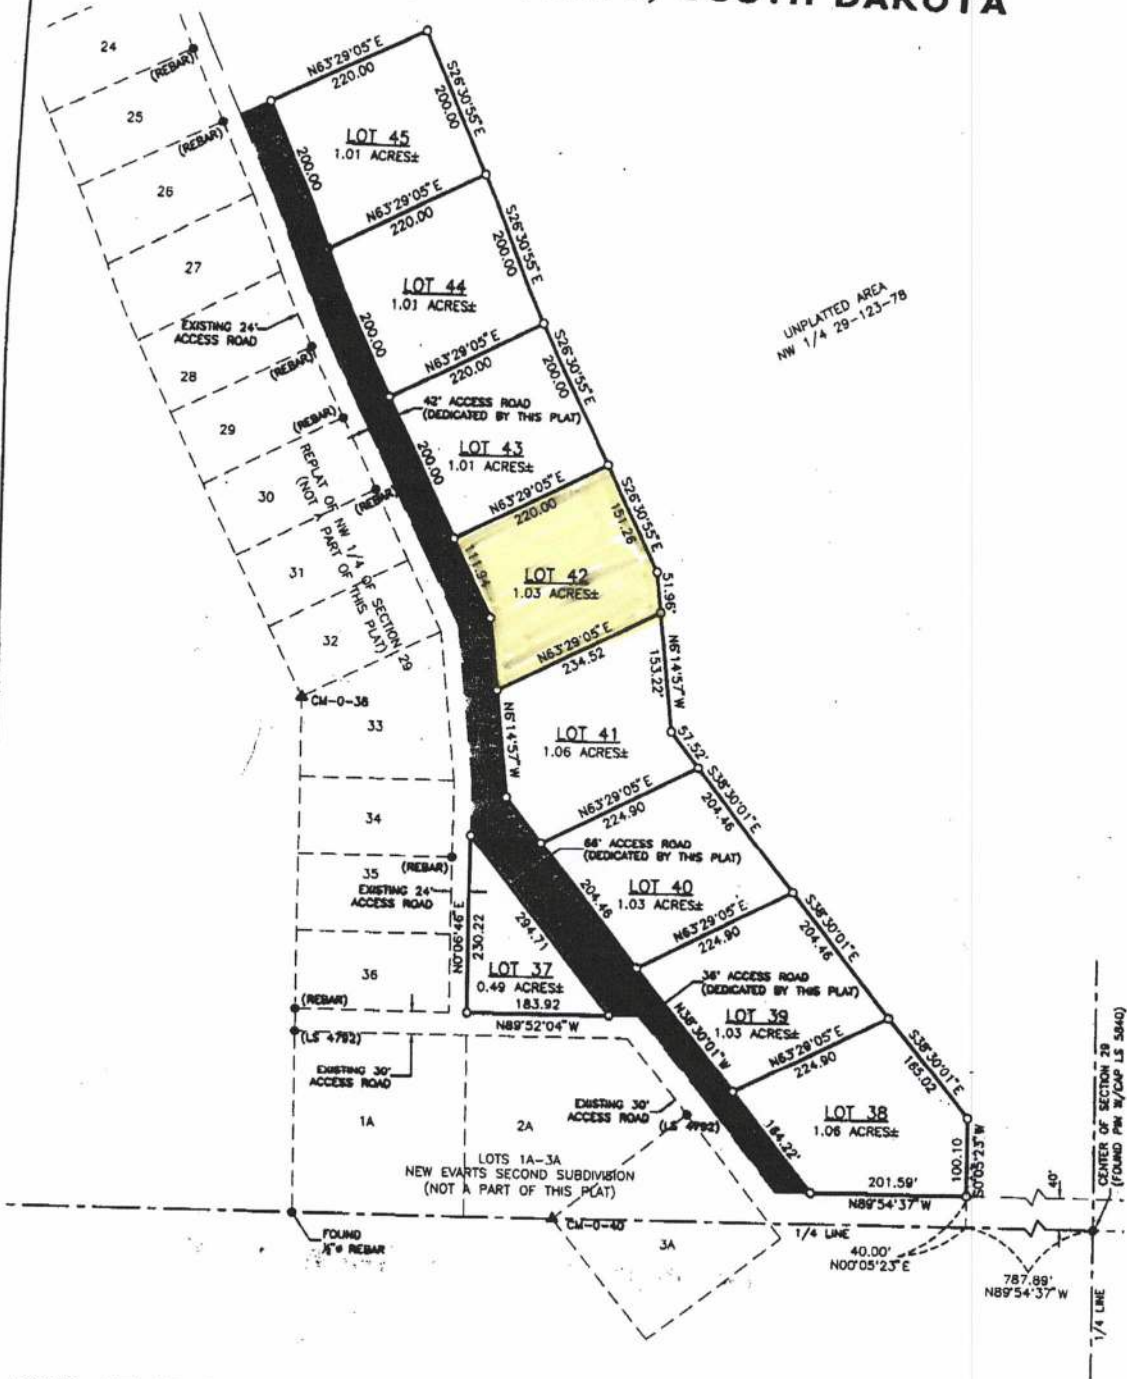 DAKOTA
24
(REBAR)
N63°29'05"E
220.00
S26°30'55"E
200.00
25
(REBAR)
LOT 45
1.01 ACRES±
200.00
26
N63°29'05"E
220.00
S26°30'55"E
200.00
27
LOT 44
1.01 ACRES±
UNPLATTED AREA
NW 1/4 29-123-78
EXISTING 24'
ACCESS ROAD
200.00
28
(REBAR)
N63°29'05"E
220.00
S26°30'55"E
200.00
42' ACCESS ROAD
(DEDICATED BY THIS PLAT)
29
(REBAR)
LOT 43
1.01 ACRES±
200.00
30
(REBAR)
REPLAT OF NW 1/4 OF SECTION 29
(NOT A PART OF THIS PLAT)
N63°29'05"E
220.00
S26°30'55"E
151.26
31
111.94
LOT 42
1.03 ACRES±
51.96'
32
N63°29'05"E
234.52
N6°14'57"W
153.22'
CM-0-38
33
N6°14'57"W
LOT 41
1.06 ACRES±
57.52'
N63°29'05"E
224.90
S38°30'01"E
204.46
34
66' ACCESS ROAD
(DEDICATED BY THIS PLAT)
35
(REBAR)
EXISTING 24'
ACCESS ROAD
204.46
LOT 40
1.03 ACRES±
N0°06'46"E
230.22
294.71
N63°29'05"E
224.90
S38°30'01"E
204.46
36
LOT 37
0.49 ACRES±
183.92
N89°52'04"W
36' ACCESS ROAD
(DEDICATED BY THIS PLAT)
(REBAR)
(LS 4792)
N38°30'01"W
LOT 39
1.03 ACRES±
N63°29'05"E
224.90
S38°30'01"E
165.02
EXISTING 30'
ACCESS ROAD
EXISTING 30'
ACCESS ROAD
(LS 4792)
1A
2A
164.22'
LOT 38
1.06 ACRES±
LOTS 1A-3A
NEW EVARTS SECOND SUBDIVISION
(NOT A PART OF THIS PLAT)
201.59'
N89°54'37"W
100.10
S0°05'23"W
40'
CENTER OF SECTION 29
(FOUND PIN W/CAP LS 5840)
FOUND
REBAR
CM-0-40
3A
1/4 LINE
40.00'
N00°05'23"E
787.89'
N89°54'37"W
1/4 LINE